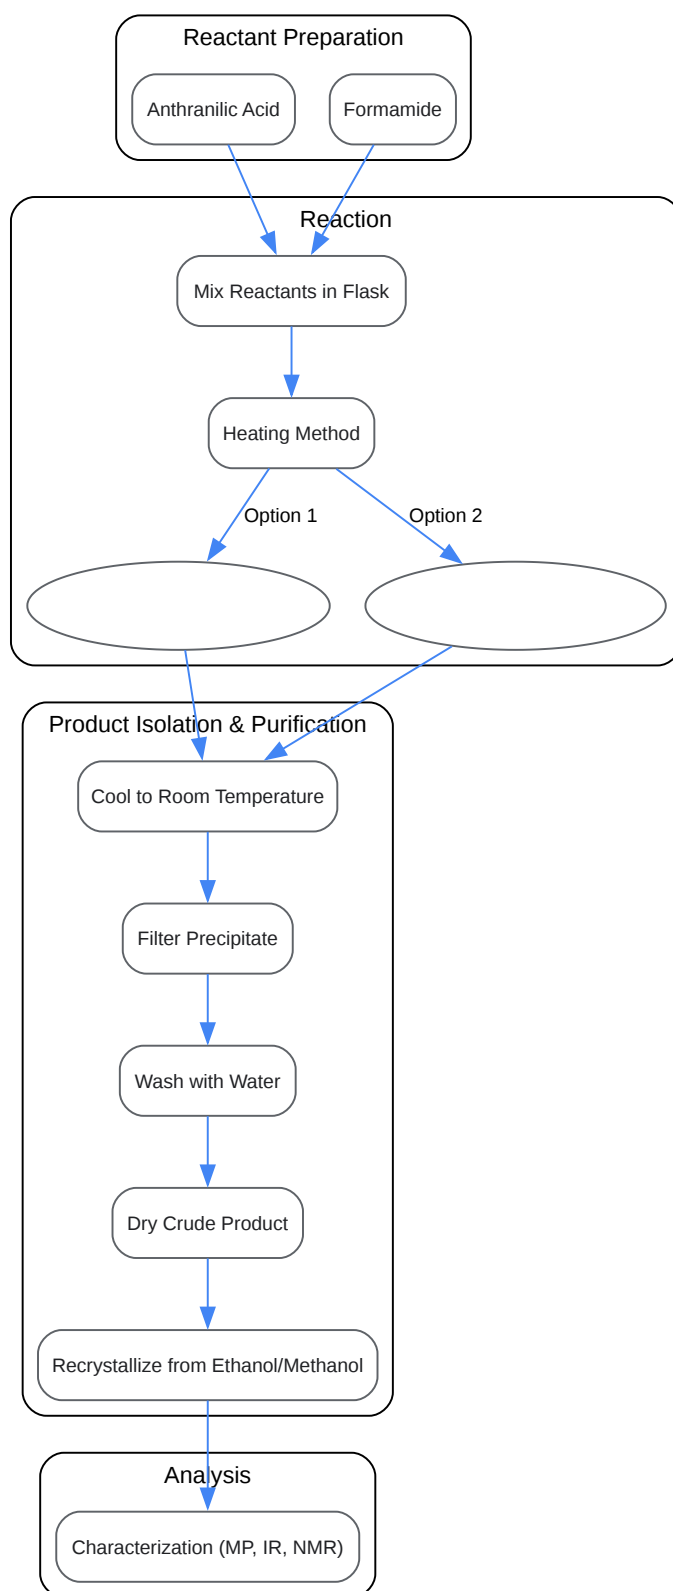 Reactant Preparation
Anthranilic Acid
Formamide
Reaction
Mix Reactants in Flask
Heating Method
Option 1
Option 2
Product Isolation & Purification
Cool to Room Temperature
Filter Precipitate
Wash with Water
Dry Crude Product
Recrystallize from Ethanol/Methanol
Analysis
Characterization (MP, IR, NMR)